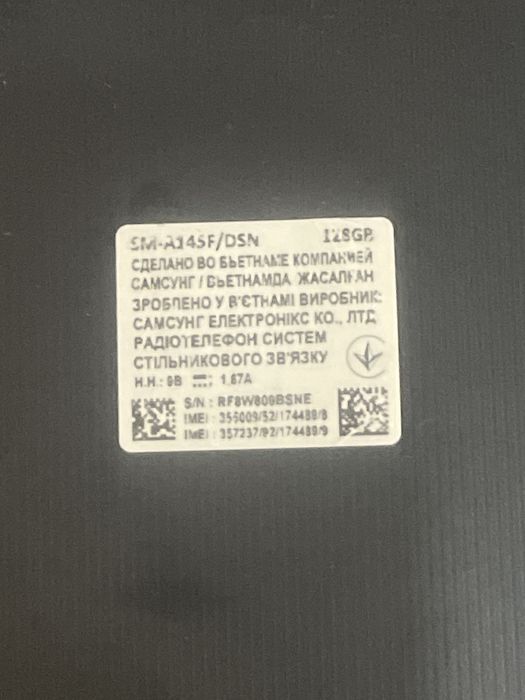 SM-A145F/DSN 128GB
СДЕЛАНО ВО ВЬЕТНАМЕ КОМПАНИЕЙ
САМСУНГ / ВЬЕТНАМДА ЖАСАЛҒАН
ЗРОБЛЕНО У В'ЄТНАМІ ВИРОБНИК:
САМСУНГ ЕЛЕКТРОНІКС КО., ЛТД
РАДІОТЕЛЕФОН СИСТЕМ
СТІЛЬНИКОВОГО ЗВ'ЯЗКУ
Н.Н.: 9В 1.67А
S/N : RF8W809BSNE
IMEI : 356009/52/174489/8
IMEI : 357237/92/174489/9